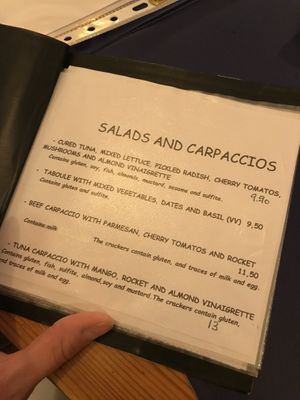 SALADS AND CARPACCIOS
- CURED TUNA, MIXED LETTUCE, PICKLED RADISH, CHERRY TOMATOS,
MUSHROOMS AND ALMOND VINAIGRETTE
Contains gluten, soy, fish, almonds, mustard, sesame and sulfite. 9.90
- TABOULE WITH MIXED VEGETABLES, DATES AND BASIL (VV) 9,50
Contains gluten and sulfite.
- BEEF CARPACCIO WITH PARMESAN, CHERRY TOMATOS AND ROCKET
11,50
Contains milk The crackers contain gluten, and traces of milk and egg.
- TUNA CARPACCIO WITH MANGO, ROCKET AND ALMOND VINAIGRETTE
Contains gluten, fish, sulfite, almond,soy and mustard.The crackers contain gluten,
and traces of milk and egg. 13